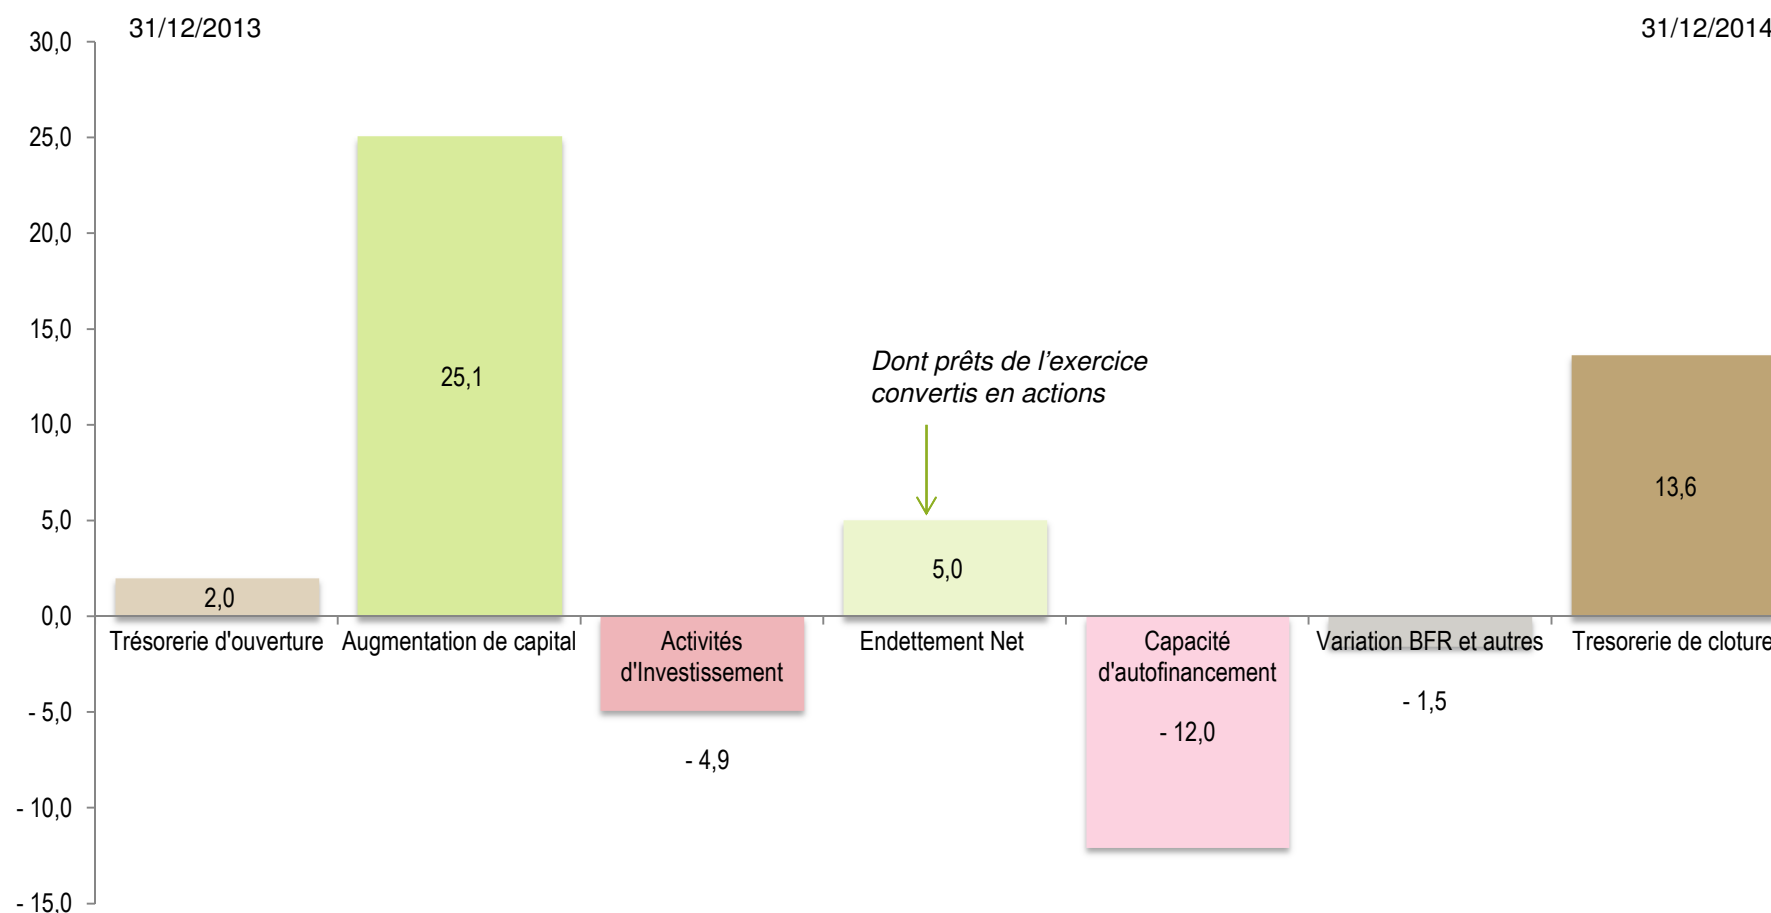 31/12/2013
31/12/2014
30,0
25,0
20,0
15,0
10,0
5,0
0,0
- 5,0
- 10,0
- 15,0
25,1
Dont prêts de l’exercice
convertis en actions
13,6
5,0
2,0
Trésorerie d'ouverture
Augmentation de capital
Activités
d'Investissement
Endettement Net
Capacité
d'autofinancement
Variation BFR et autres
Tresorerie de cloture
- 4,9
- 12,0
- 1,5